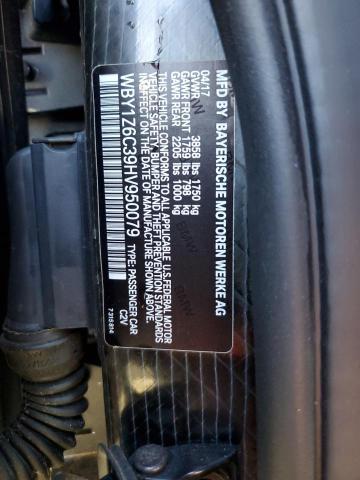 MFD BY BAYERISCHE MOTOREN WERKE AG
04/17
GVWR 3858 lbs 1750 kg
GAWR FRONT 1759 lbs 798 kg
GAWR REAR 2205 lbs 1000 kg
THIS VEHICLE CONFORMS TO ALL APPLICABLE U.S. FEDERAL MOTOR
VEHICLE SAFETY, BUMPER AND THEFT PREVENTION STANDARDS
IN EFFECT ON THE DATE OF MANUFACTURE SHOWN ABOVE.
WBY1Z6C39HV950079 TYPE: PASSENGER CAR
C2V
7 315 814